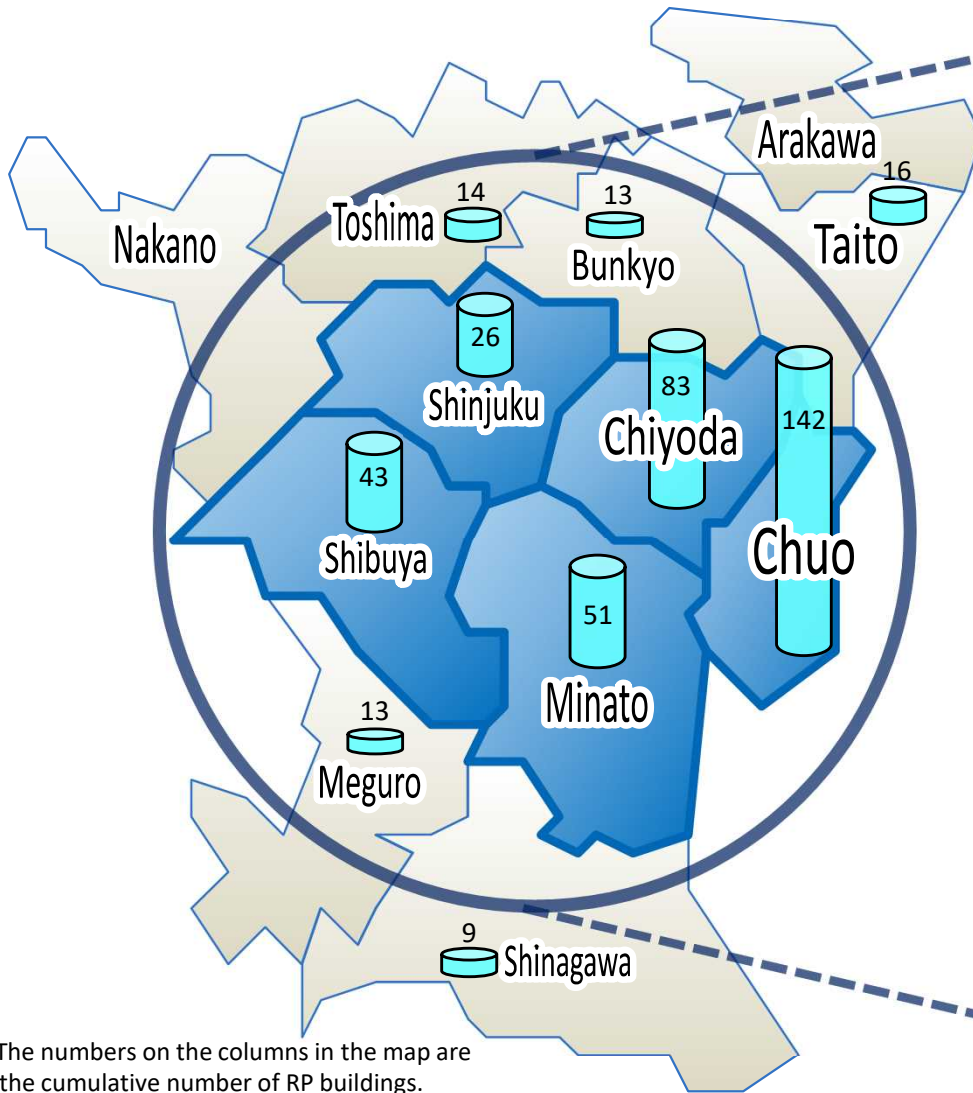 Arakawa
16
Taito
14
Toshima
13
Bunkyo
Nakano
26
Shinjuku
83
Chiyoda
142
Chuo
43
Shibuya
51
Minato
13
Meguro
9
Shinagawa
The numbers on the columns in the map are
the cumulative number of RP buildings.